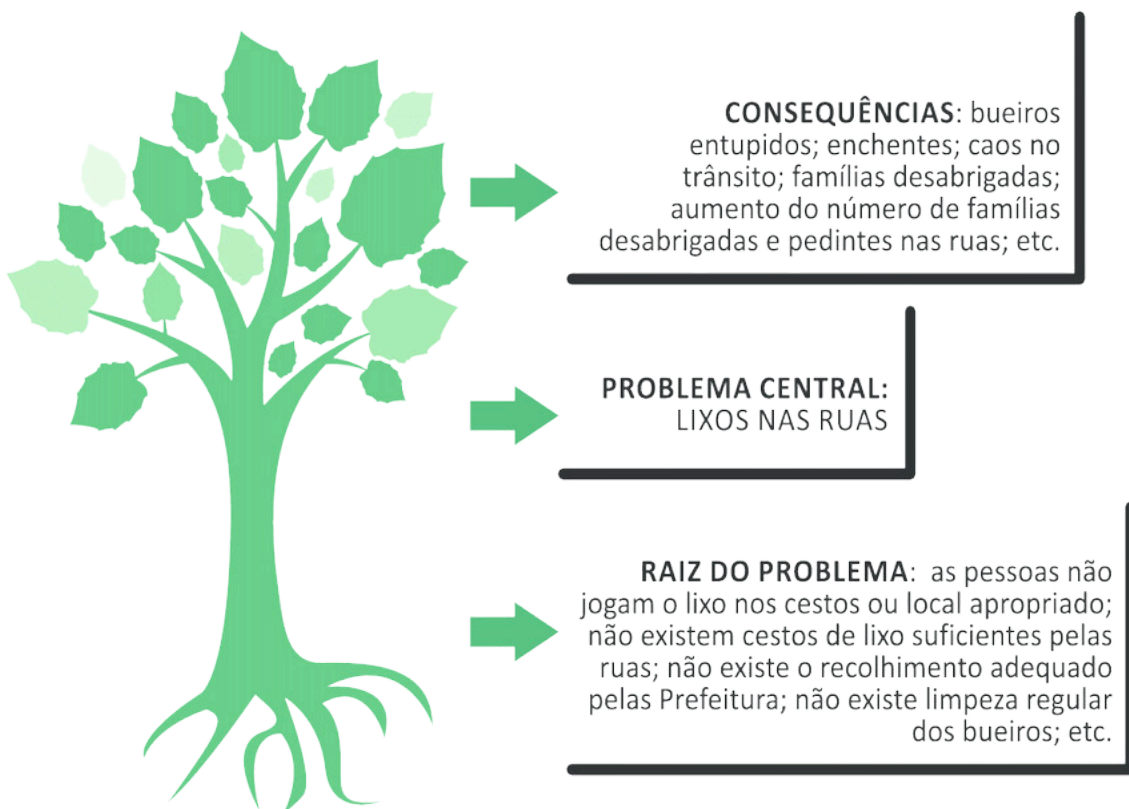 CONSEQUÊNCIAS: bueiros
entupidos; enchentes; caos no
trânsito; famílias desabrigadas;
aumento do número de famílias
desabrigadas e pedintes nas ruas; etc.
PROBLEMA CENTRAL:
LIXOS NAS RUAS
RAIZ DO PROBLEMA: as pessoas não
jogam o lixo nos cestos ou local apropriado;
não existem cestos de lixo suficientes pelas
ruas; não existe o recolhimento adequado
pelas Prefeitura; não existe limpeza regular
dos bueiros; etc.